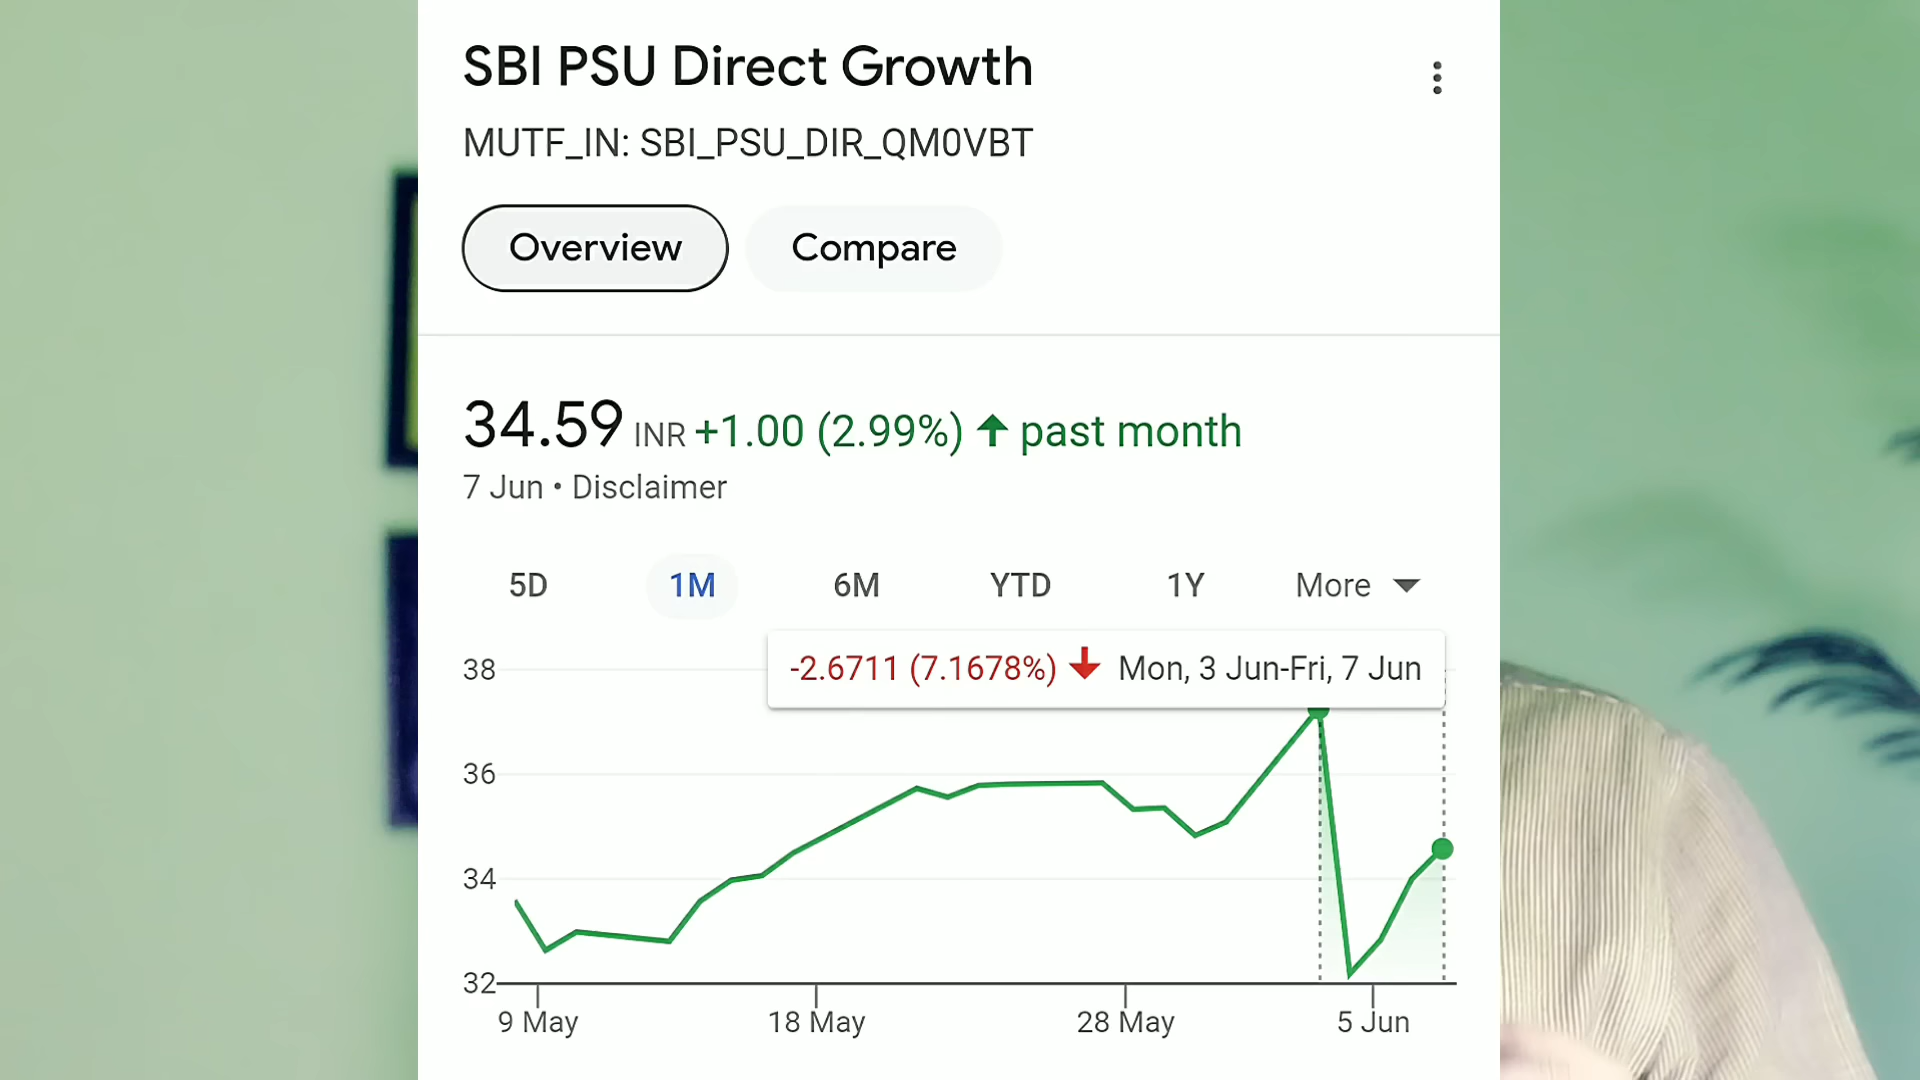 SBI PSU Direct Growth
MUTF_IN: SBI_PSU_DIR_QM0VBT
Overview Compare
34.59 INR +1.00 (2.99%) ↑ past month
7 Jun • Disclaimer
5D 1M 6M YTD 1Y More
-2.6711 (7.1678%) ↓ Mon, 3 Jun-Fri, 7 Jun
38
36
34
32
9 May 18 May 28 May 5 Jun